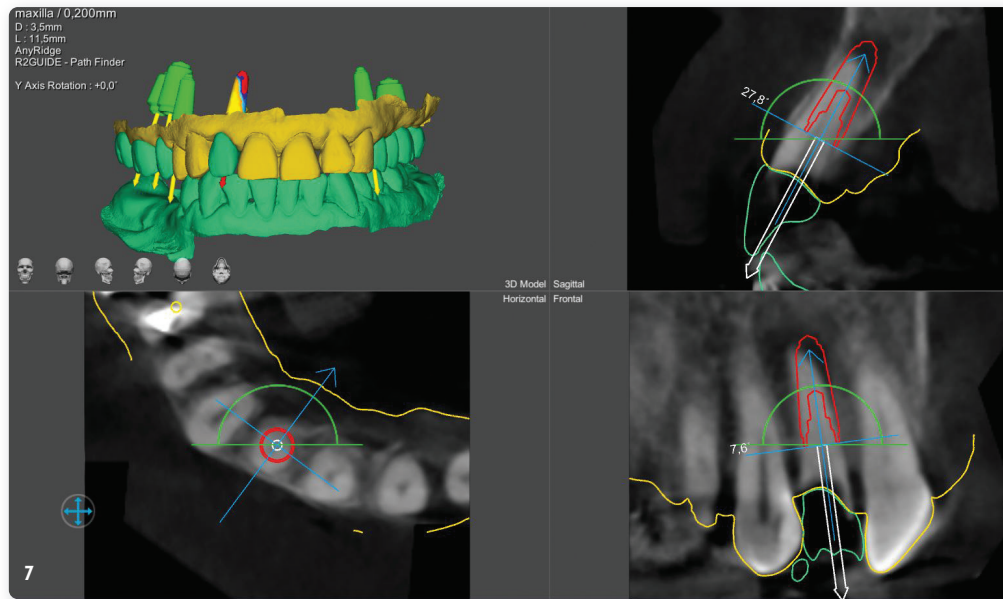 maxilla / 0,200mm
D : 3,5mm
L : 11,5mm
AnyRidge
R2GUIDE - Path Finder
Y Axis Rotation : +0,0°
27,8°
3D Model
Sagittal
Horizontal
Frontal
7,6°
7